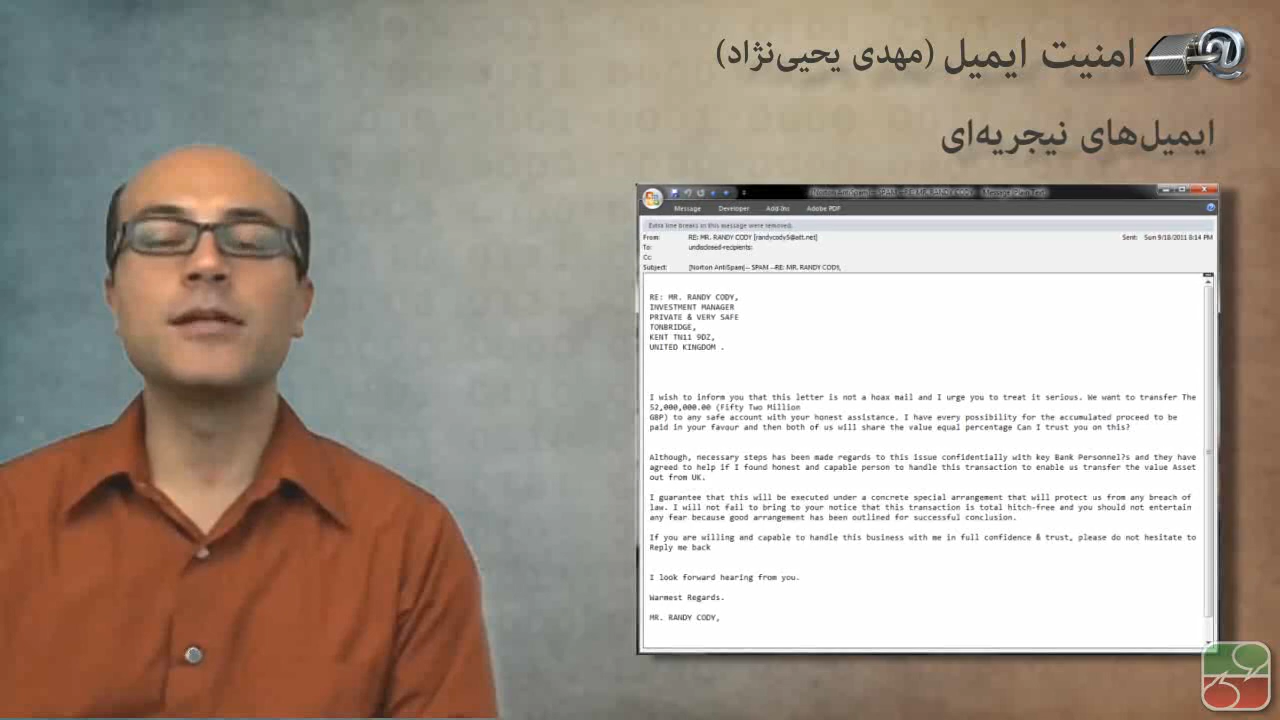 امنیت ایمیل (مهدی یحیی‌نژاد)
ایمیل‌های نیجریه‌ای
[Norton AntiSpam]-- SPAM --RE: MR. RANDY CODY, - Message (Plain Text)
Message Developer Add-Ins Adobe PDF
Extra line breaks in this message were removed.
From: RE: MR. RANDY CODY [randycody5@att.net] Sent: Sun 9/18/2011 8:14 PM
To: undisclosed-recipients:
Cc:
Subject: [Norton AntiSpam]-- SPAM --RE: MR. RANDY CODY,
RE: MR. RANDY CODY,
INVESTMENT MANAGER
PRIVATE & VERY SAFE
TONBRIDGE,
KENT TN11 9DZ,
UNITED KINGDOM .
I wish to inform you that this letter is not a hoax mail and I urge you to treat it serious. We want to transfer The
52,000,000.00 (Fifty Two Million
GBP) to any safe account with your honest assistance. I have every possibility for the accumulated proceed to be
paid in your favour and then both of us will share the value equal percentage Can I trust you on this?
Although, necessary steps has been made regards to this issue confidentially with key Bank Personnel?s and they have
agreed to help if I found honest and capable person to handle this transaction to enable us transfer the value Asset
out from UK.
I guarantee that this will be executed under a concrete special arrangement that will protect us from any breach of
law. I will not fail to bring to your notice that this transaction is total hitch-free and you should not entertain
any fear because good arrangement has been outlined for successful conclusion.
If you are willing and capable to handle this business with me in full confidence & trust, please do not hesitate to
Reply me back
I look forward hearing from you.
Warmest Regards.
MR. RANDY CODY,